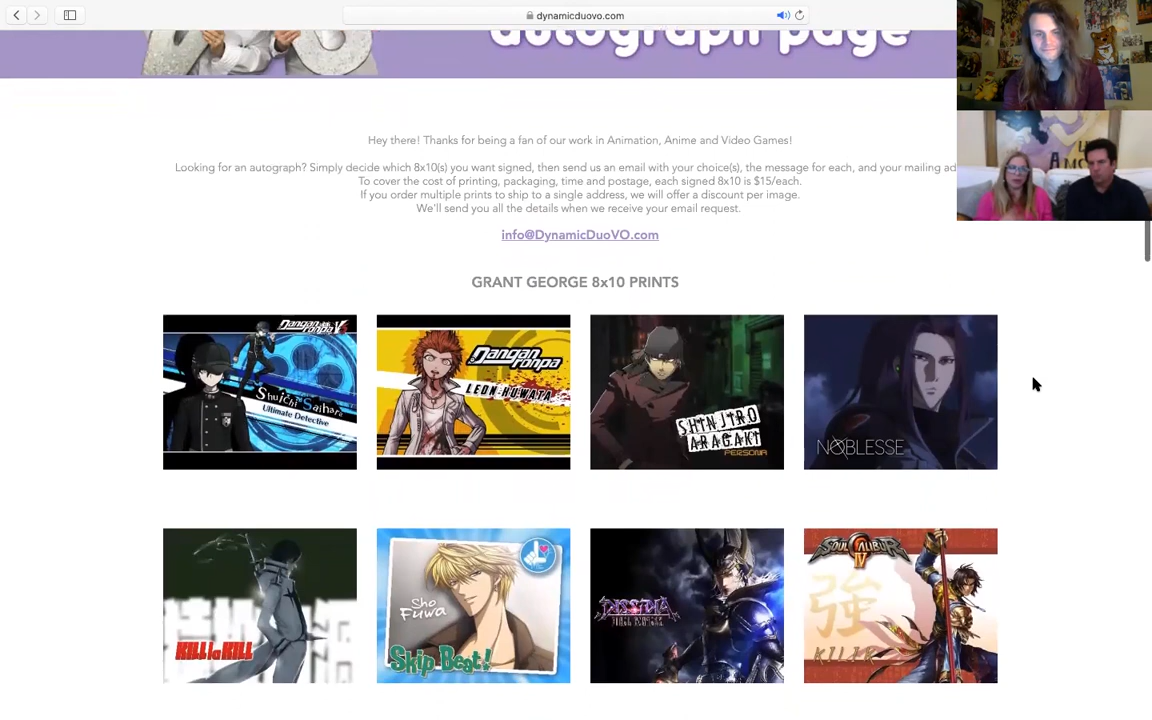 dynamicduovo.com
autograph page
Hey there! Thanks for being a fan of our work in Animation, Anime and Video Games!
Looking for an autograph? Simply decide which 8x10(s) you want signed, then send us an email with your choice(s), the message for each, and your mailing ad
To cover the cost of printing, packaging, time and postage, each signed 8x10 is $15/each.
If you order multiple prints to ship to a single address, we will offer a discount per image.
We'll send you all the details when we receive your email request.
info@DynamicDuoVO.com
GRANT GEORGE 8x10 PRINTS
Danganronpa V3
Shuichi Saihara
Ultimate Detective
Danganronpa
LEON KUWATA
SHINJIRO
ARAGAKI
PERSONA
NOBLESSE
KILL la KILL
Sho
Fuwa
Skip Beat!
DISSIDIA
FINAL FANTASY
SOULCALIBUR
IV
強
KILIK